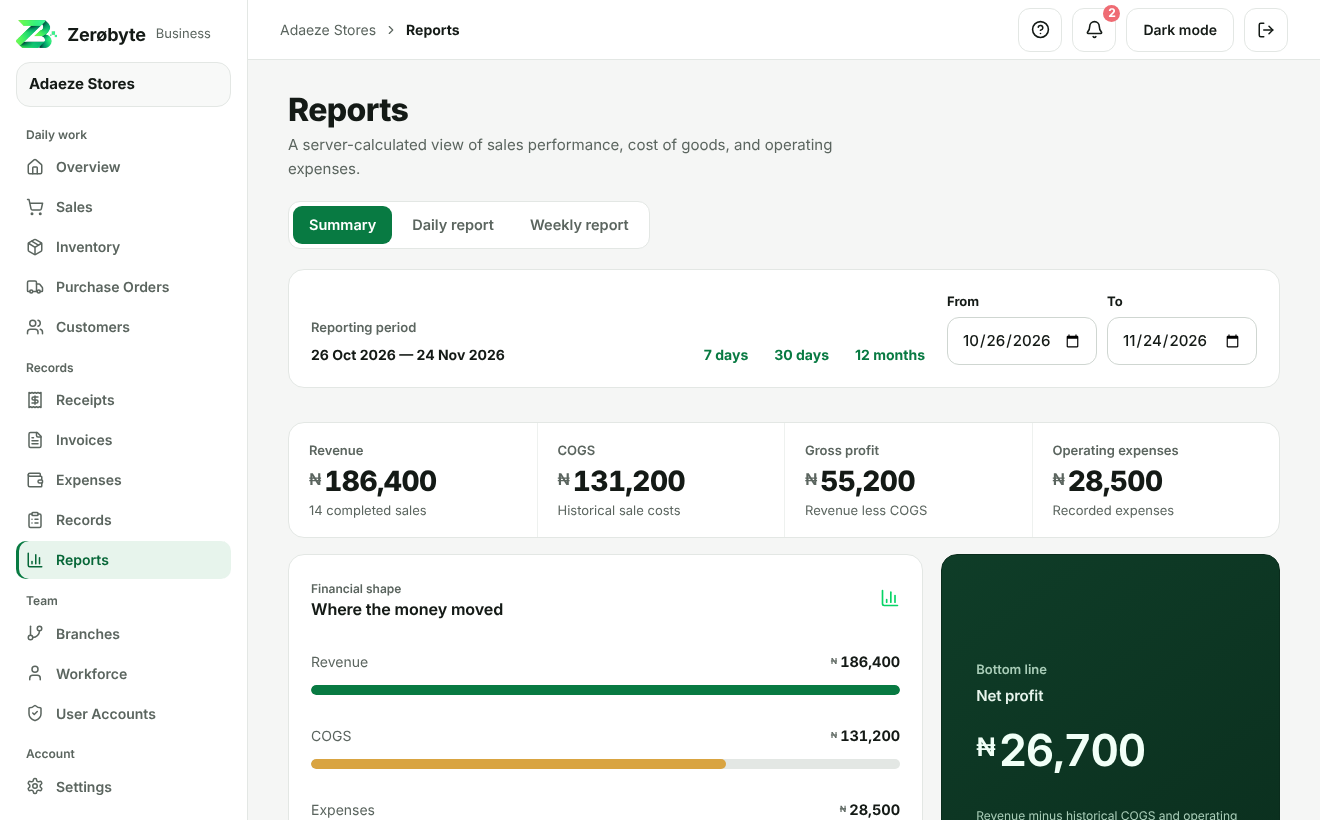 Zerøbyte Business
Adaeze Stores
Daily work
Overview
Sales
Inventory
Purchase Orders
Customers
Records
Receipts
Invoices
Expenses
Records
Reports
Team
Branches
Workforce
User Accounts
Account
Settings
Adaeze Stores > Reports
2
Dark mode
Reports
A server-calculated view of sales performance, cost of goods, and operating
expenses.
Summary Daily report Weekly report
Reporting period
26 Oct 2026 — 24 Nov 2026
7 days 30 days 12 months
From
10/26/2026
To
11/24/2026
Revenue
₦186,400
14 completed sales
COGS
₦131,200
Historical sale costs
Gross profit
₦55,200
Revenue less COGS
Operating expenses
₦28,500
Recorded expenses
Financial shape
Where the money moved
Revenue ₦186,400
COGS ₦131,200
Expenses ₦28,500
Bottom line
Net profit
₦26,700
Revenue minus historical COGS and operating